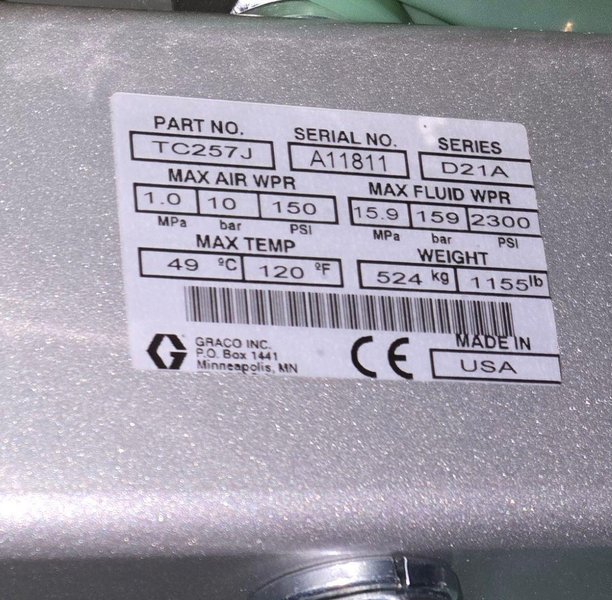 PART NO. SERIAL NO. SERIES
TC257J A11811 D21A
MAX AIR WPR MAX FLUID WPR
1.0 10 150 15.9 159 2300
MPa bar PSI MPa bar PSI
MAX TEMP WEIGHT
49 ºC 120 ºF 524 kg 1155 lb
GRACO INC.
P.O. Box 1441
Minneapolis, MN
CE
MADE IN
USA